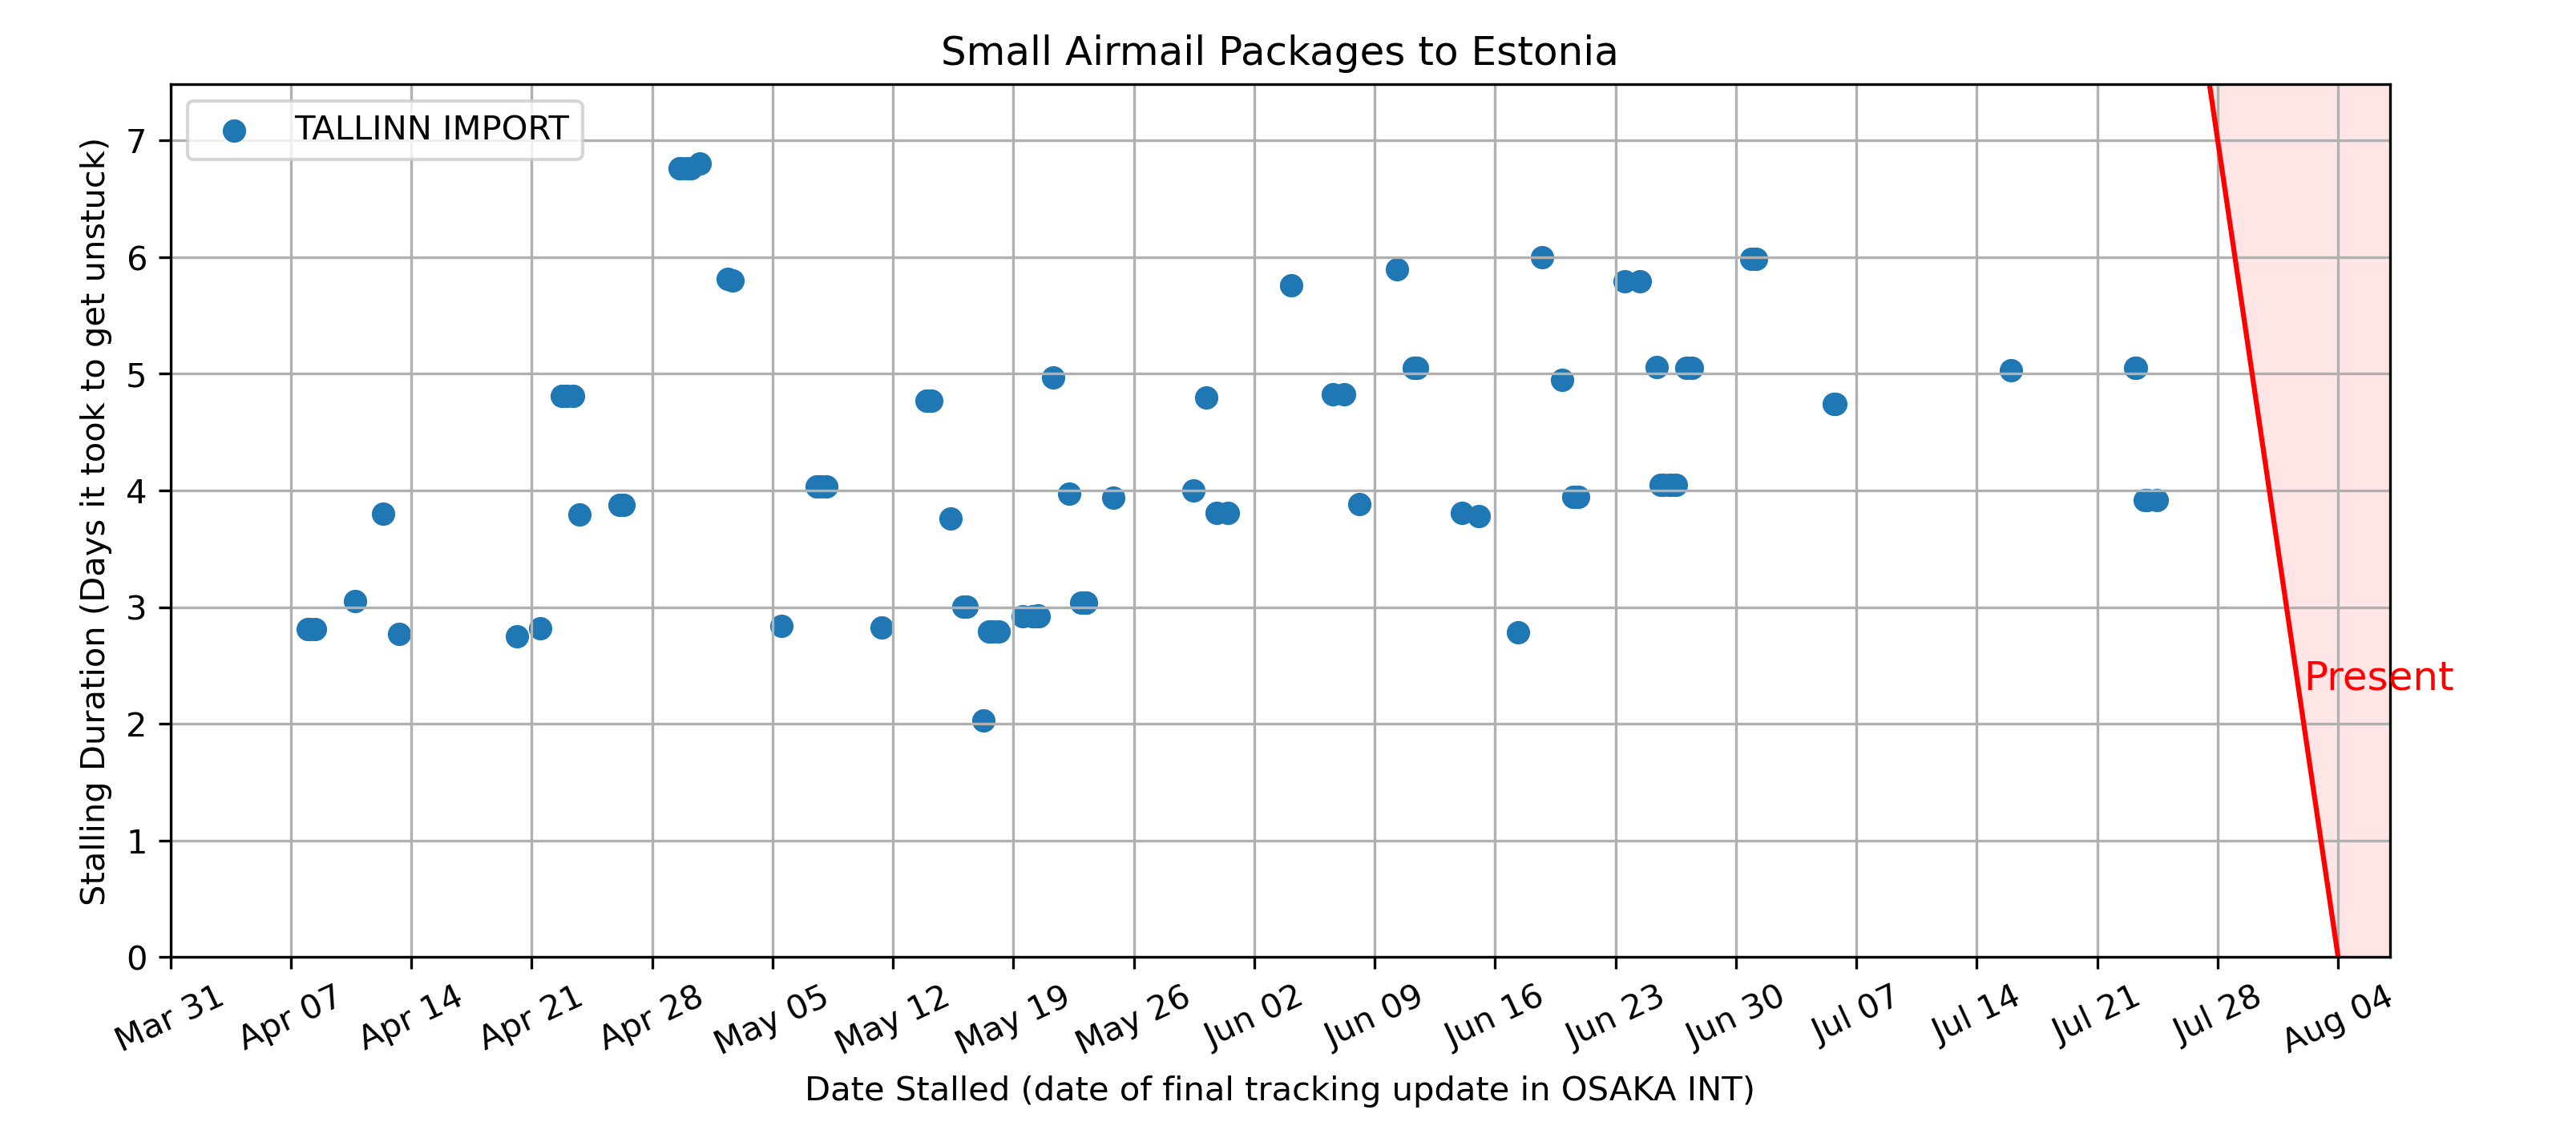 Small Airmail Packages to Estonia
TALLINN IMPORT
Stalling Duration (Days it took to get unstuck)
7
6
5
4
3
2
1
0
Present
Mar 31
Apr 07
Apr 14
Apr 21
Apr 28
May 05
May 12
May 19
May 26
Jun 02
Jun 09
Jun 16
Jun 23
Jun 30
Jul 07
Jul 14
Jul 21
Jul 28
Aug 04
Date Stalled (date of final tracking update in OSAKA INT)